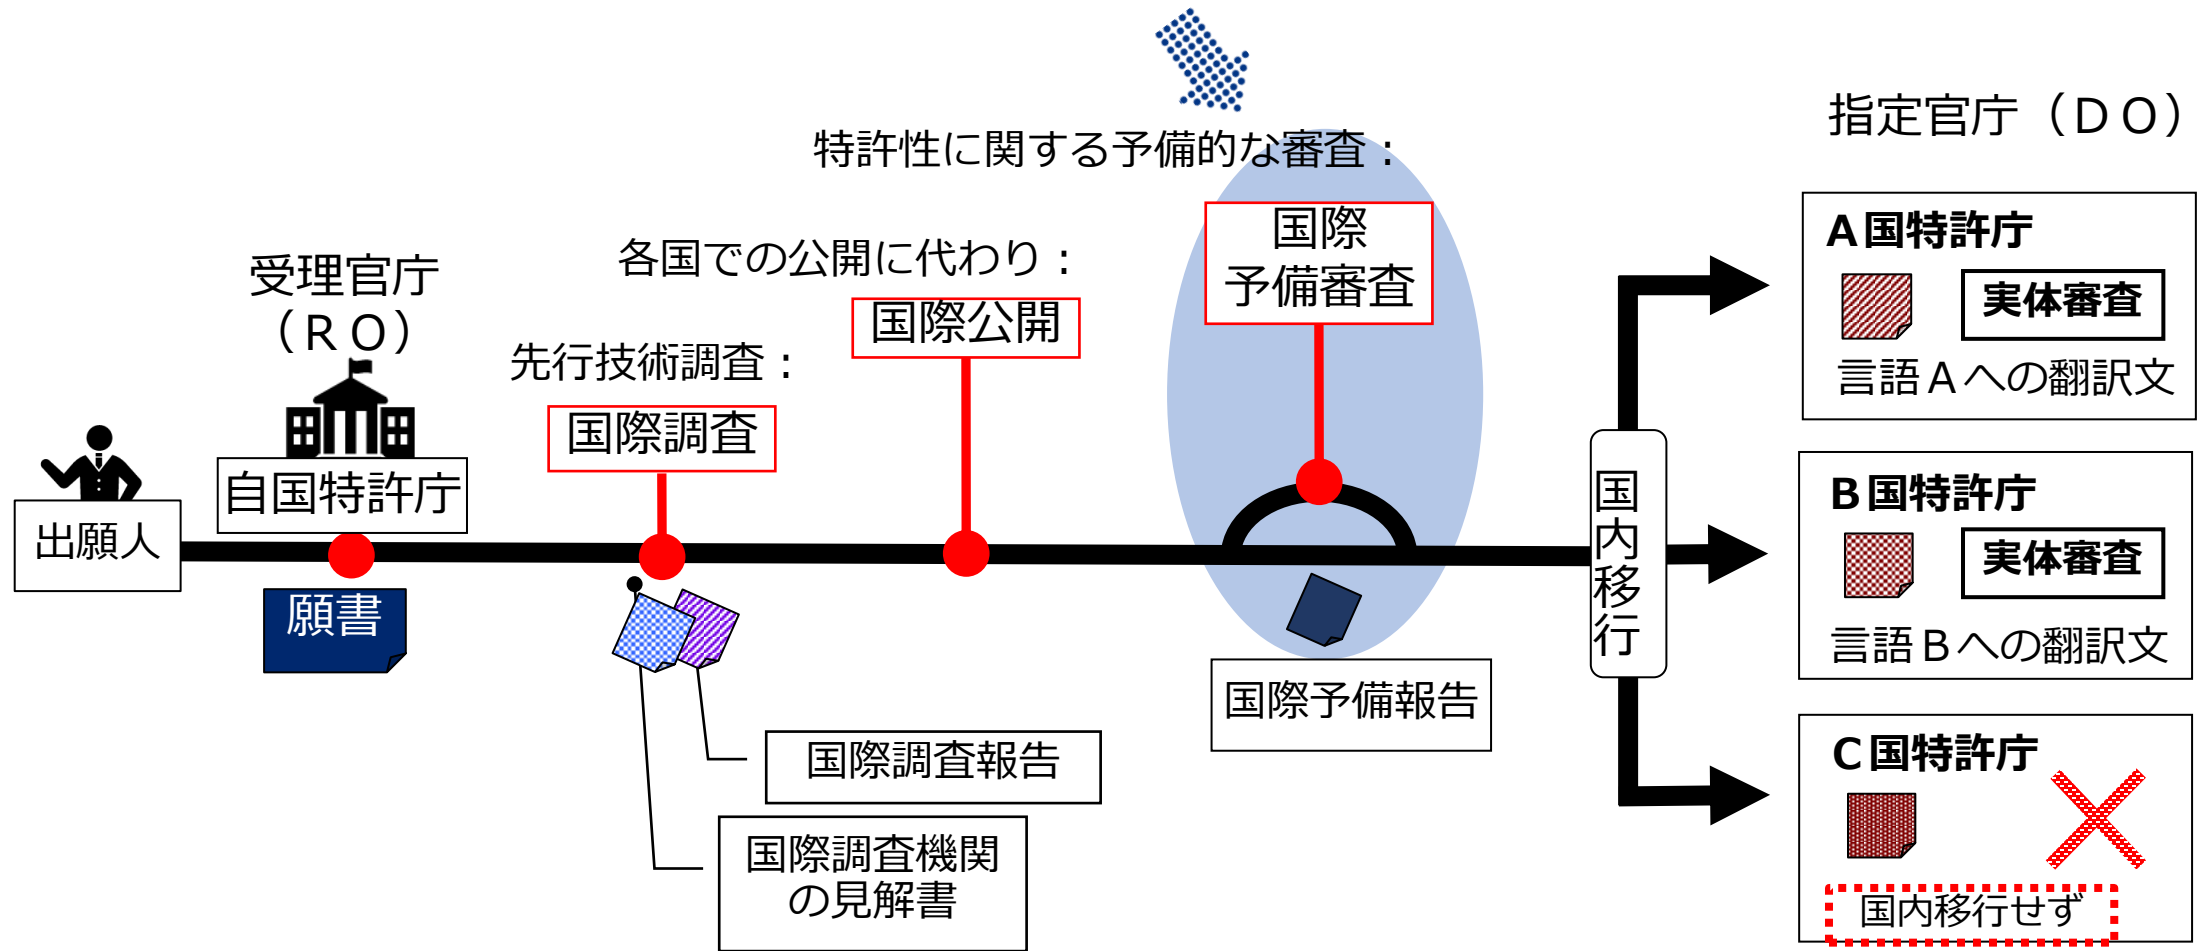 特許性に関する予備的な審査：
指定官庁（ＤＯ）
国際
予備審査
各国での公開に代わり：
国際公開
受理官庁
（ＲＯ）
先行技術調査：
国際調査
自国特許庁
出願人
願書
国際調査報告
国際調査機関
の見解書
国際予備報告
国内移行
Ａ国特許庁
実体審査
言語Ａへの翻訳文
Ｂ国特許庁
実体審査
言語Ｂへの翻訳文
Ｃ国特許庁
国内移行せず